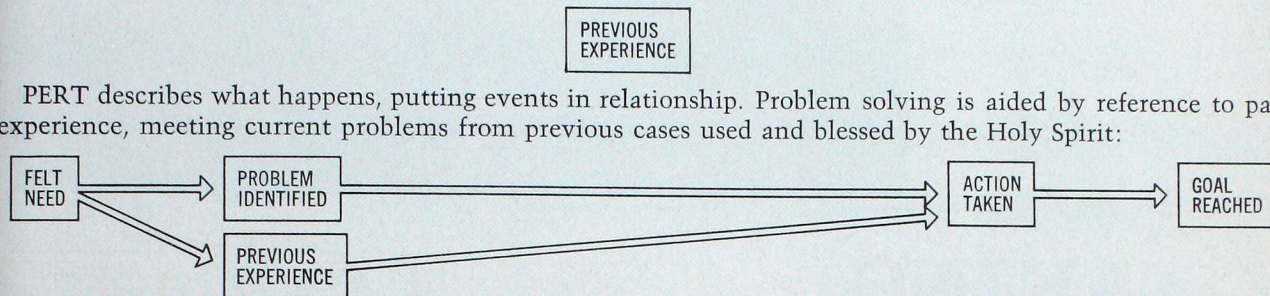 PREVIOUS
EXPERIENCE
PERT describes what happens, putting events in relationship. Problem solving is aided by reference to pa
experience, meeting current problems from previous cases used and blessed by the Holy Spirit:
FELT
NEED
PROBLEM
IDENTIFIED
ACTION
TAKEN
GOAL
REACHED
PREVIOUS
EXPERIENCE